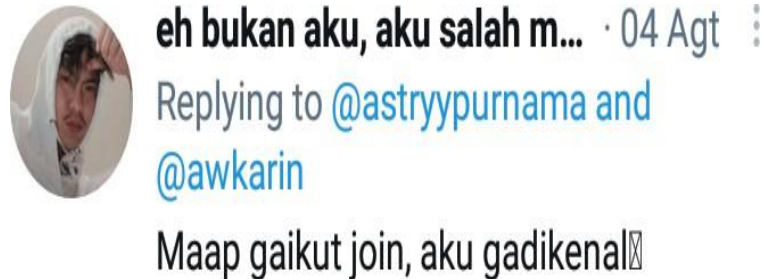 eh bukan aku, aku salah m... · 04 Agt
Replying to @astryypurnama and
@awkarin
Maap gaikut join, aku gadikenal